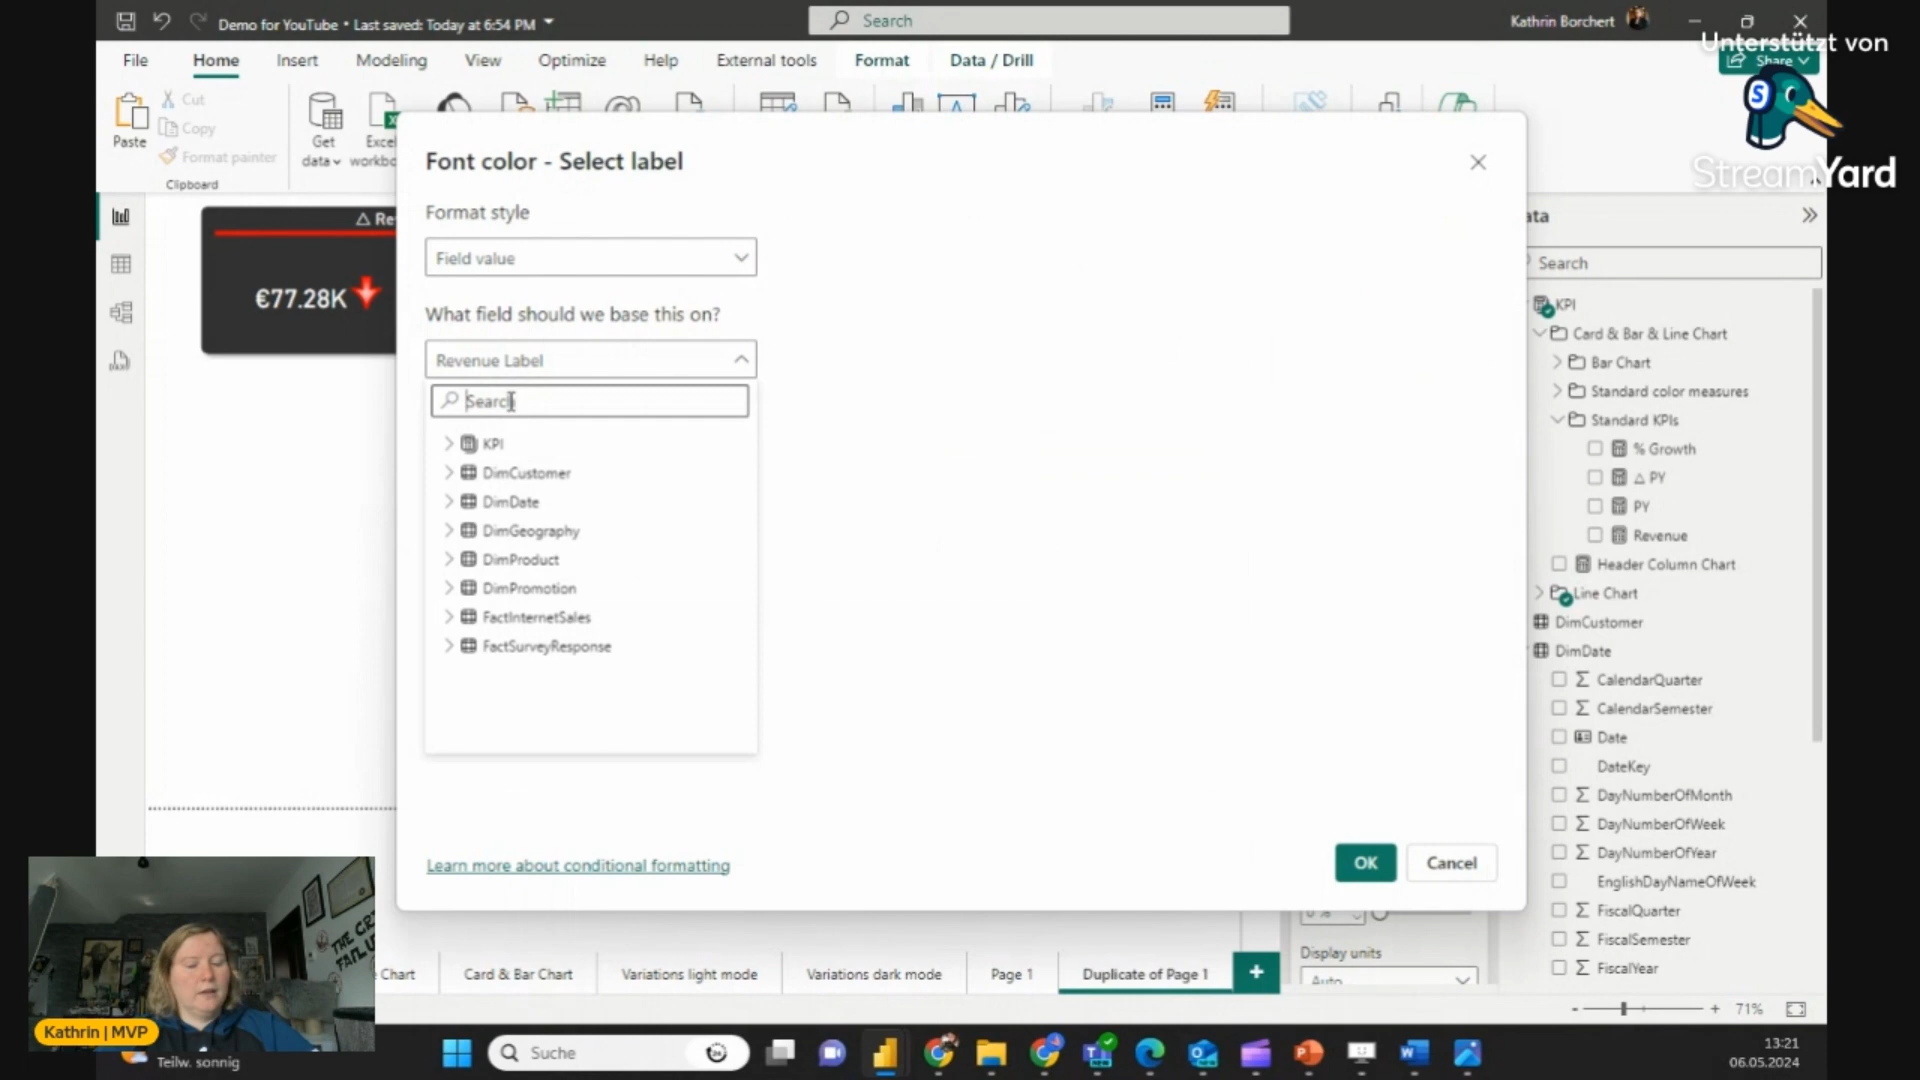 Demo for YouTube • Last saved: Today at 6:54 PM
Search
Kathrin Borchert
Unterstützt von
StreamYard
File
Home
Insert
Modeling
View
Optimize
Help
External tools
Format
Data / Drill
Share
Paste
Cut
Copy
Format painter
Clipboard
Get
data
Exce
workbo
Font color - Select label
Format style
Field value
What field should we base this on?
Revenue Label
Search
KPI
DimCustomer
DimDate
DimGeography
DimProduct
DimPromotion
FactInternetSales
FactSurveyResponse
Learn more about conditional formatting
OK
Cancel
△ Re
€77.28K
ata
Search
KPI
Card & Bar & Line Chart
Bar Chart
Standard color measures
Standard KPIs
% Growth
△ PY
PY
Revenue
Header Column Chart
Line Chart
DimCustomer
DimDate
CalendarQuarter
CalendarSemester
Date
DateKey
DayNumberOfMonth
DayNumberOfWeek
DayNumberOfYear
EnglishDayNameOfWeek
FiscalQuarter
FiscalSemester
FiscalYear
0 %
Display units
Auto
Chart
Card & Bar Chart
Variations light mode
Variations dark mode
Page 1
Duplicate of Page 1
71%
Kathrin | MVP
Teilw. sonnig
Suche
13:21
06.05.2024